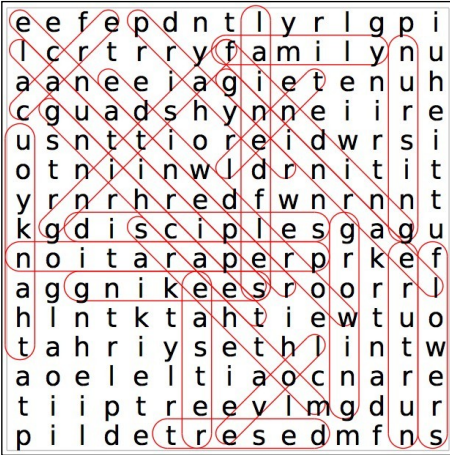 e e f e p d n t l y r l g p i
l c r t r r y f a m i l y n u
a a n e e i a g i e t e n u h
c g u a d s h y n n e i i r e
u s n t t i o r e i d w r s i
o t n i i n w l d r n i t i t
y r n r h r e d f w n r n n t
k g d i s c i p l e s g a g u
n o i t a r a p e r p r k e f
a g g n i k e e s r o o r r l
h l n t k t a h t i e w t u o
t a h r i y s e t h l i n t w
a o e l e l t i a o c n a r e
t i i p t r e e v l m g d u r
p i l d e t r e s e d m f n s